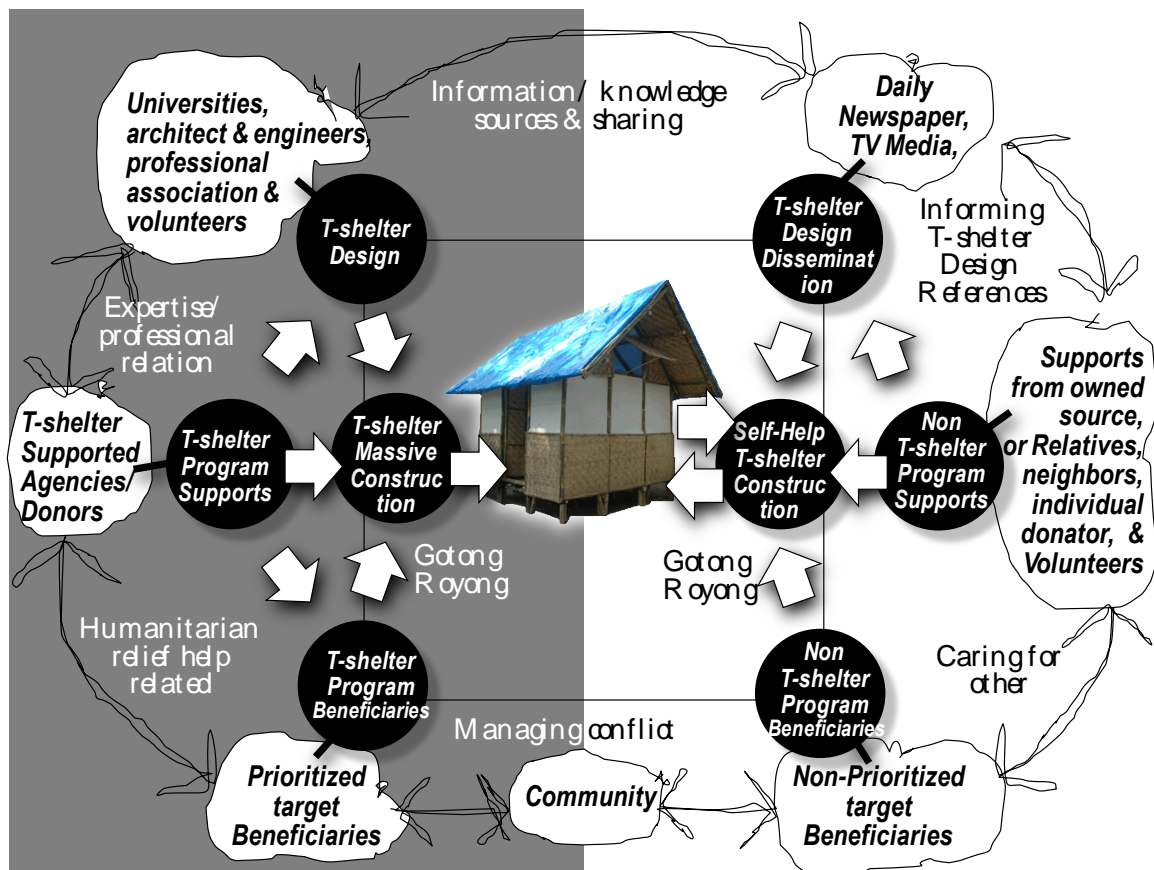 Universities,
architect & engineers,
professional
association &
volunteers
Information/ knowledge
sources & sharing
Daily
Newspaper,
TV Media,
T-shelter
Design
T-shelter
Design
Disseminat
ion
Informing
T-shelter
Design
References
Expertise/
professional
relation
T-shelter
Supported
Agencies/
Donors
T-shelter
Program
Supports
T-shelter
Massive
Construc
tion
Self-Help
T-shelter
Construc
tion
Non
T-shelter
Program
Supports
Supports
from owned
source,
or Relatives,
neighbors,
individual
donator, &
Volunteers
Gotong
Royong
Gotong
Royong
Humanitarian
relief help
related
T-shelter
Program
Beneficiaries
Non
T-shelter
Program
Beneficiaries
Caring for
other
Managing conflict
Prioritized
target
Beneficiaries
Community
Non-Prioritized
target
Beneficiaries